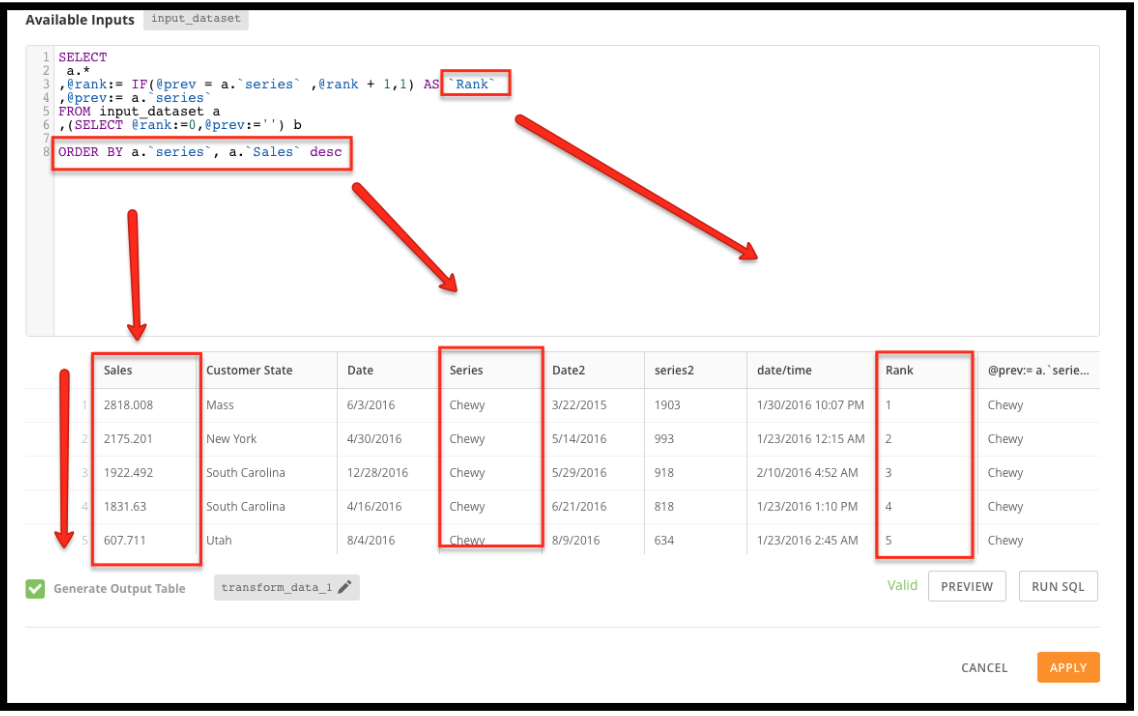 Available Inputs input_dataset
1 SELECT
2 a.*
3 ,@rank:= IF(@prev = a.`series` ,@rank + 1,1) AS `Rank`
4 ,@prev:= a.`series`
5 FROM input_dataset a
6 ,(SELECT @rank:=0,@prev:='') b
7
8 ORDER BY a.`series`, a.`Sales` desc
Sales Customer State Date Series Date2 series2 date/time Rank @prev:= a.`serie...
1 2818.008 Mass 6/3/2016 Chewy 3/22/2015 1903 1/30/2016 10:07 PM 1 Chewy
2 2175.201 New York 4/30/2016 Chewy 5/14/2016 993 1/23/2016 12:15 AM 2 Chewy
3 1922.492 South Carolina 12/28/2016 Chewy 5/29/2016 918 2/10/2016 4:52 AM 3 Chewy
4 1831.63 South Carolina 4/16/2016 Chewy 6/21/2016 818 1/23/2016 1:10 PM 4 Chewy
5 607.711 Utah 8/4/2016 Chewy 8/9/2016 634 1/23/2016 2:45 AM 5 Chewy
Generate Output Table transform_data_1 Valid PREVIEW RUN SQL
CANCEL APPLY